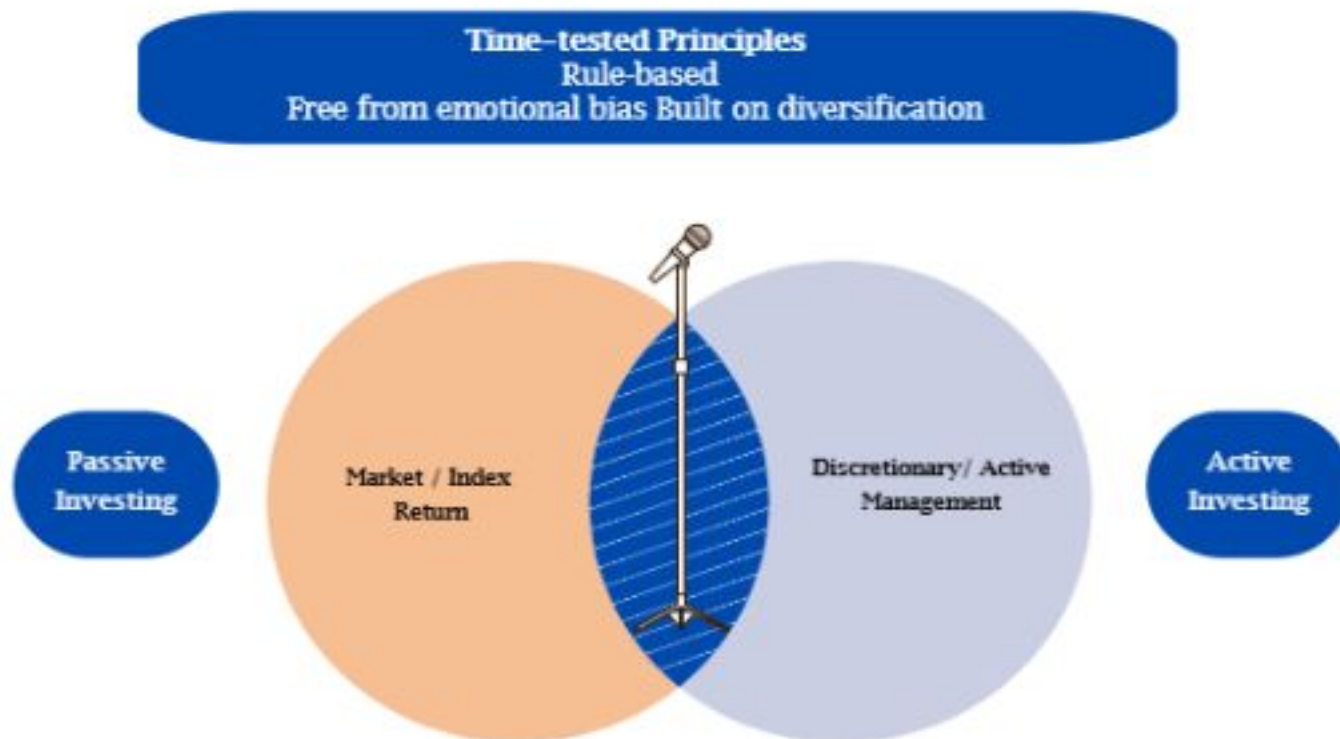 Time-tested Principles
Rule-based
Free from emotional bias Built on diversification
Passive
Investing
Market / Index
Return
Discretionary/ Active
Management
Active
Investing